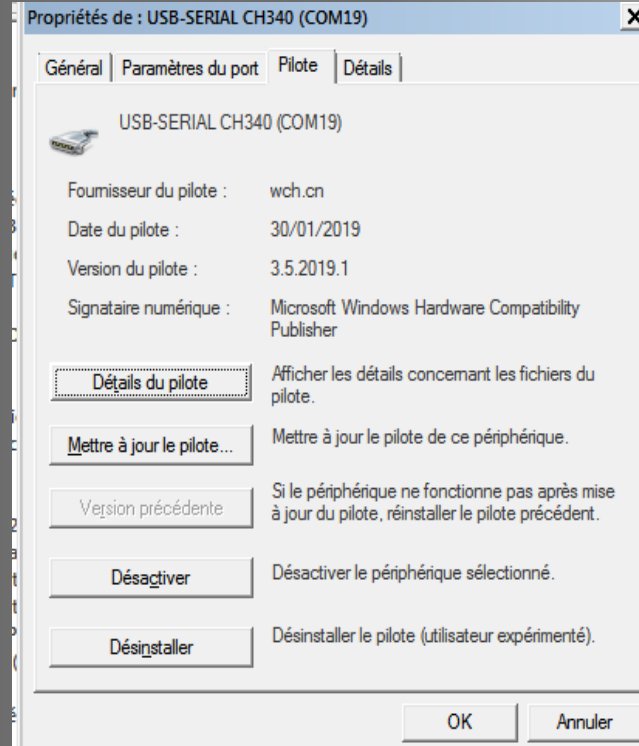 Propriétés de : USB-SERIAL CH340 (COM19)
Général
Paramètres du port
Pilote
Détails
USB-SERIAL CH340 (COM19)
Fournisseur du pilote : wch.cn
Date du pilote : 30/01/2019
Version du pilote : 3.5.2019.1
Signataire numérique : Microsoft Windows Hardware Compatibility
Publisher
Détails du pilote
Afficher les détails concernant les fichiers du
pilote.
Mettre à jour le pilote...
Mettre à jour le pilote de ce périphérique.
Version précédente
Si le périphérique ne fonctionne pas après mise
à jour du pilote, réinstaller le pilote précédent.
Désactiver
Désactiver le périphérique sélectionné.
Désinstaller
Désinstaller le pilote (utilisateur expérimenté).
OK
Annuler